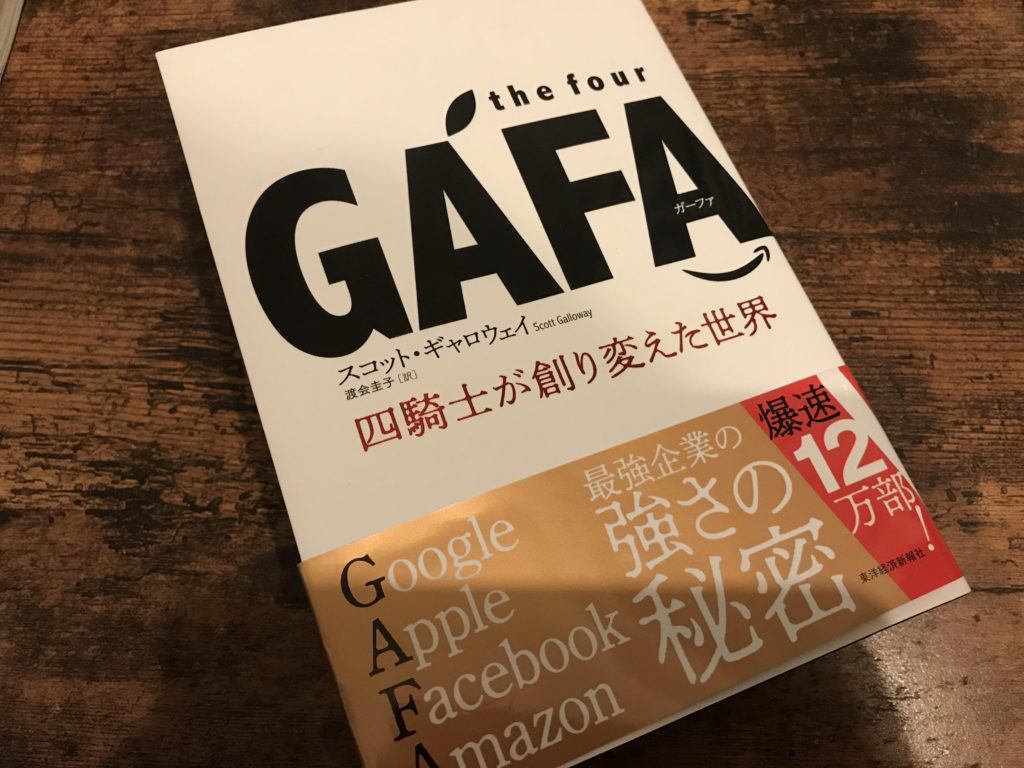 the four
GAFA
ガーファ
スコット・ギャロウェイ Scott Galloway
渡会圭子［訳］
四騎士が創り変えた世界
爆速
12
万部!
最強企業の
強さの
秘密
Google
Apple
Facebook
Amazon
東洋経済新報社